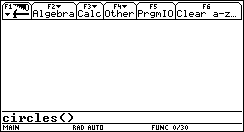 F1 F2 Algebra F3 Calc F4 Other F5 PrgmIO F6 Clear a-z…
circles()
MAIN RAD AUTO FUNC 0/30